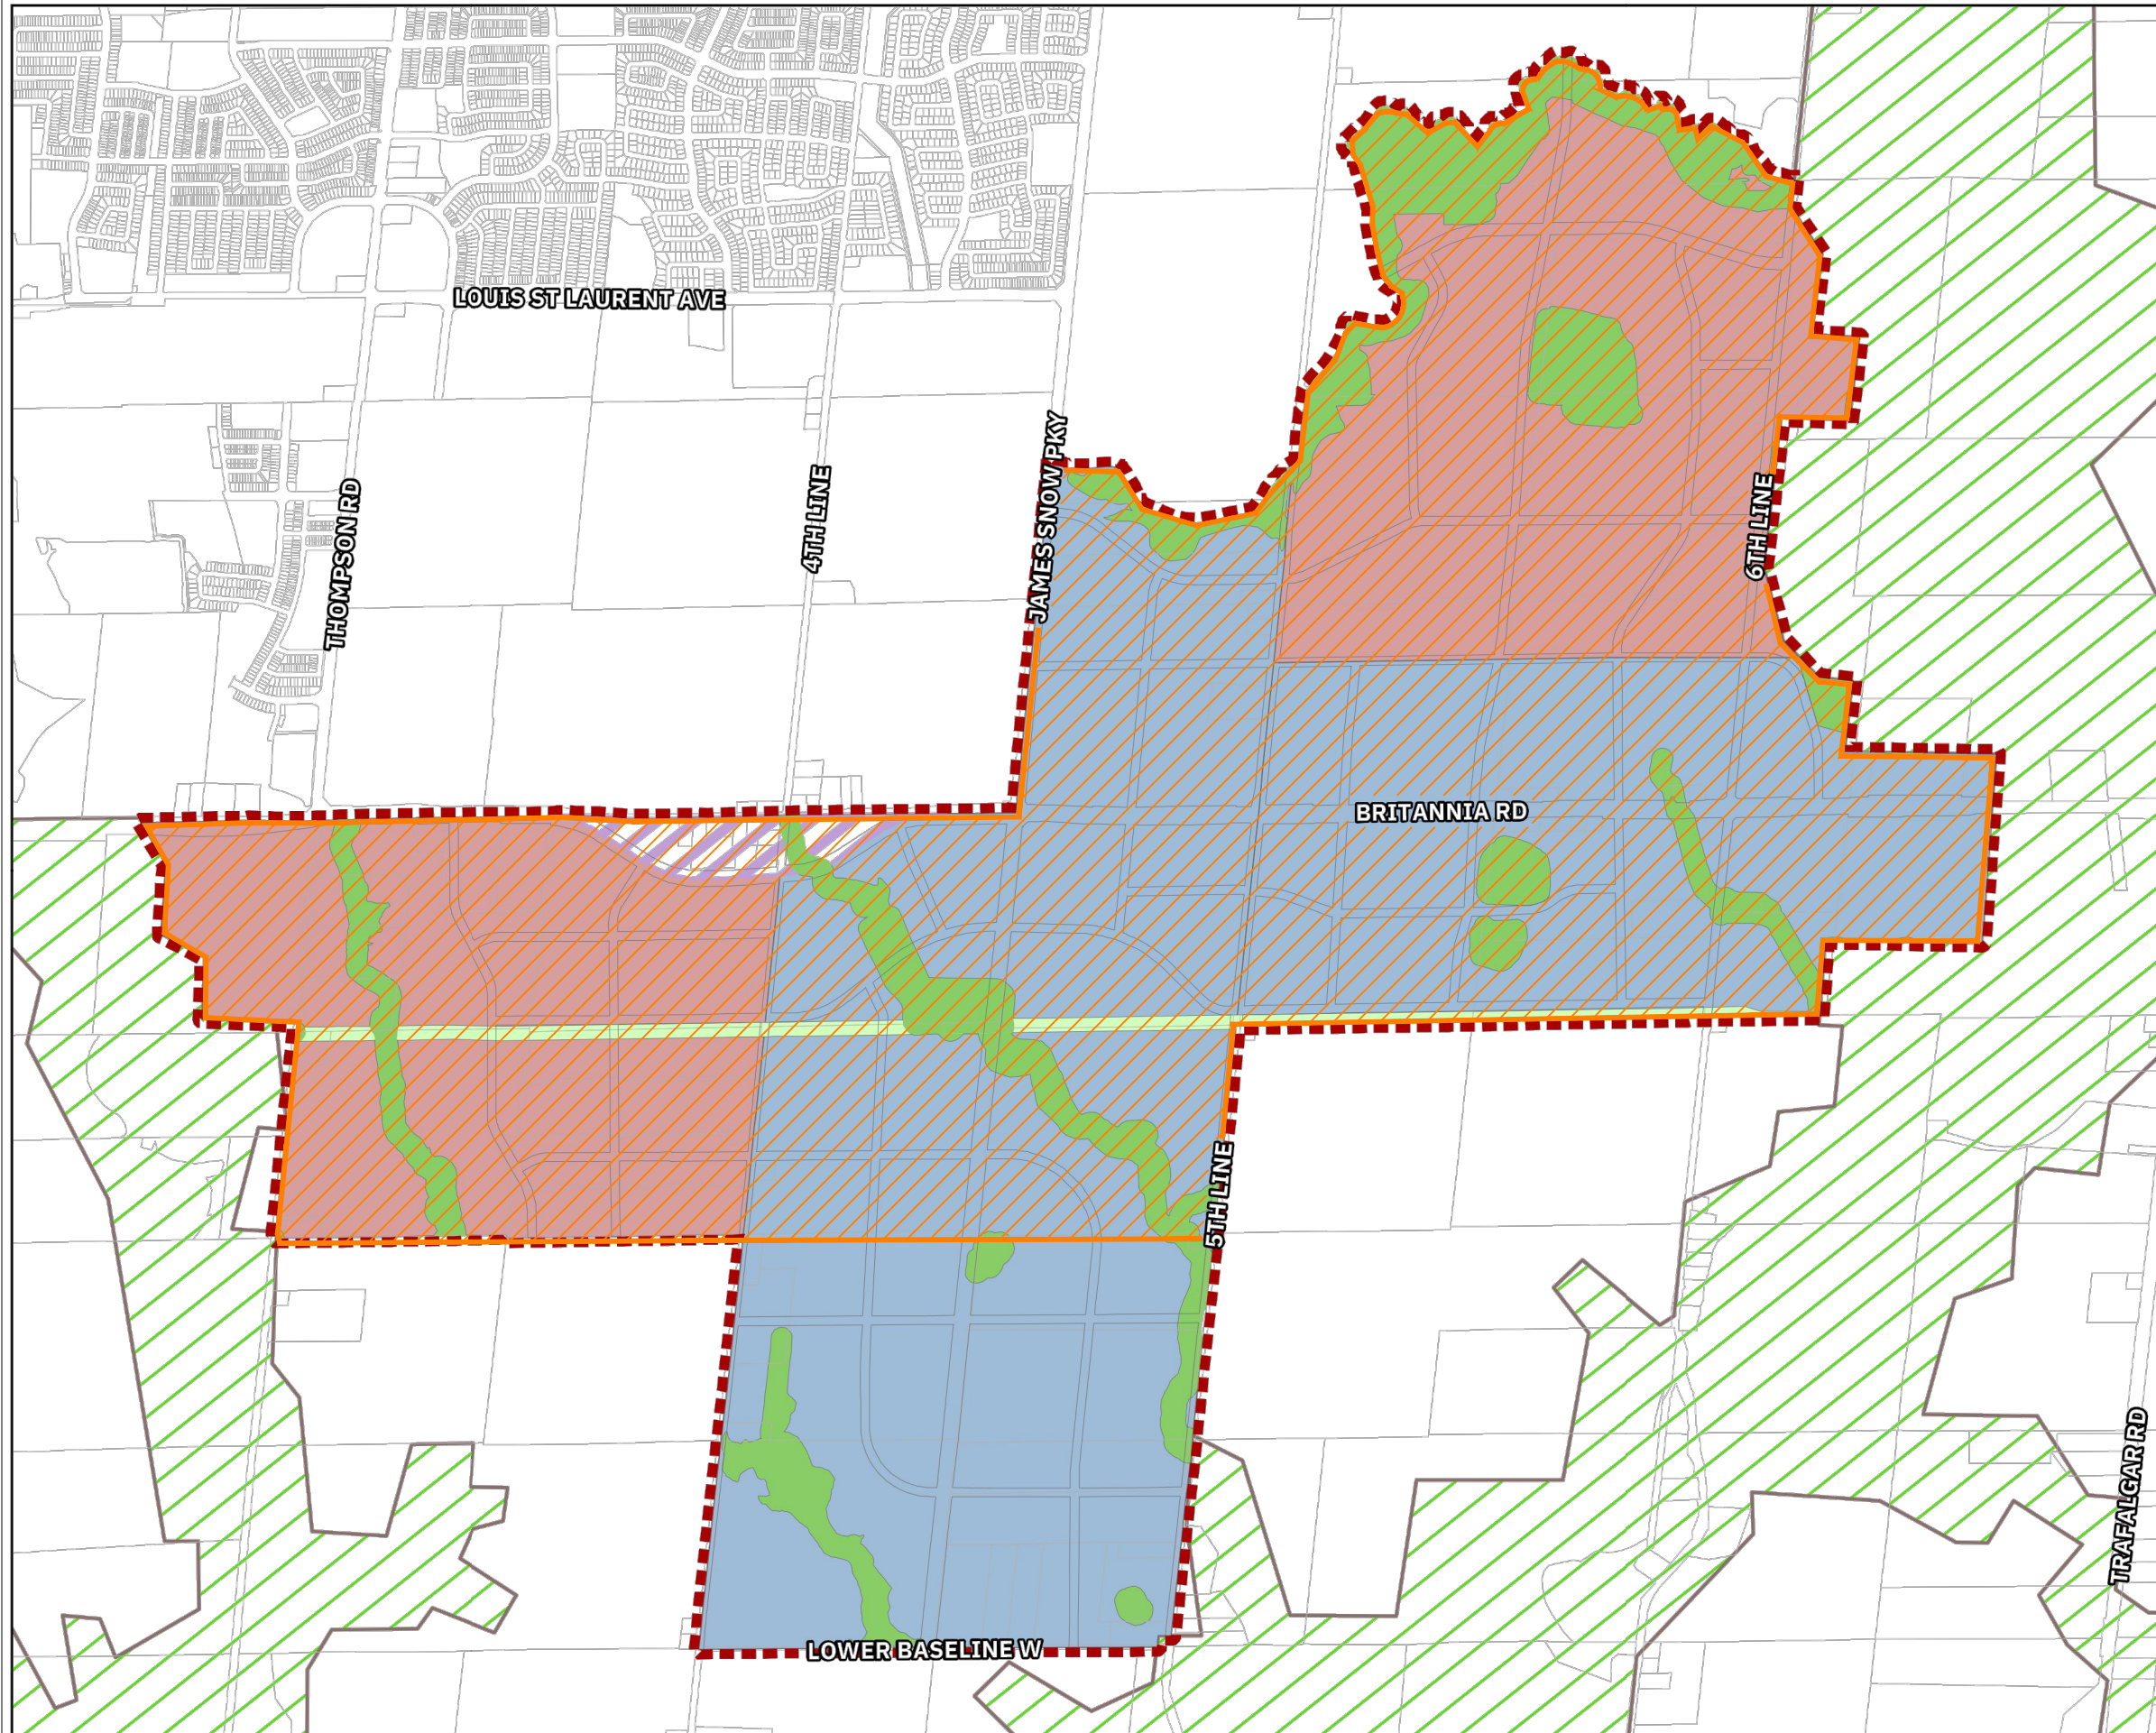 LOUIS ST LAURENT AVE
THOMPSON RD
4TH LINE
JAMES SNOW PKY
6TH LINE
BRITANNIA RD
5TH LINE
TRAFALGAR RD
LOWER BASELINE W